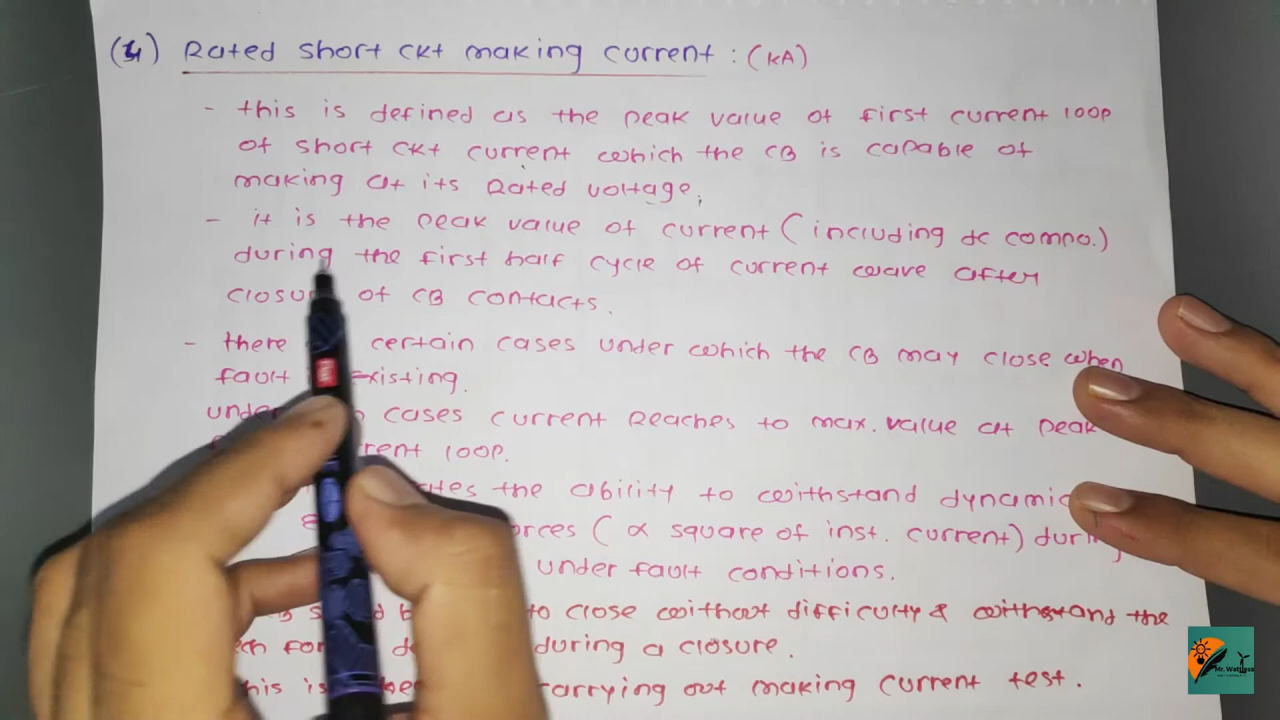 (4) Rated short ckt making current : (kA)
- this is defined as the peak value of first current loop
of short ckt current which the CB is capable of
making at its Rated voltage,
- it is the peak value of current (including dc compo.)
during the first half cycle of current wave after
closu of CB contacts.
- there certain cases under which the CB may close when
fault existing.
unde cases current Reaches to max. value at peak
rent loop.
tes the ability to withstand dynamic
orces ( ∝ square of inst. current) during
under fault conditions.
to close without difficulty & withstand the
during a closure.
carrying out making current test.
Mr. Wattless